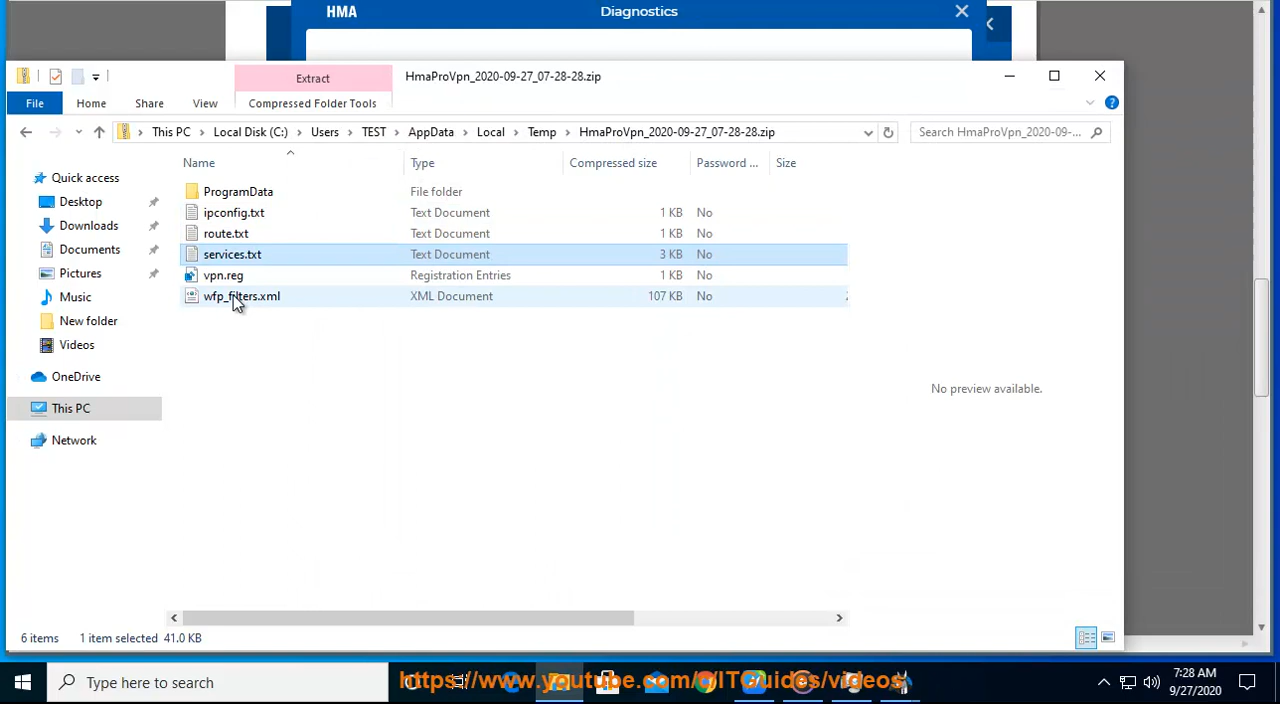 HMA
Diagnostics
Extract
HmaProVpn_2020-09-27_07-28-28.zip
File
Home
Share
View
Compressed Folder Tools
This PC
Local Disk (C:)
Users
TEST
AppData
Local
Temp
HmaProVpn_2020-09-27_07-28-28.zip
Search HmaProVpn_2020-09-...
Name
Type
Compressed size
Password ...
Size
Quick access
Desktop
Downloads
Documents
Pictures
Music
New folder
Videos
OneDrive
This PC
Network
ProgramData File folder
ipconfig.txt Text Document 1 KB No
route.txt Text Document 1 KB No
services.txt Text Document 3 KB No
vpn.reg Registration Entries 1 KB No
wfp_filters.xml XML Document 107 KB No
No preview available.
6 items 1 item selected 41.0 KB
Type here to search
7:28 AM
9/27/2020